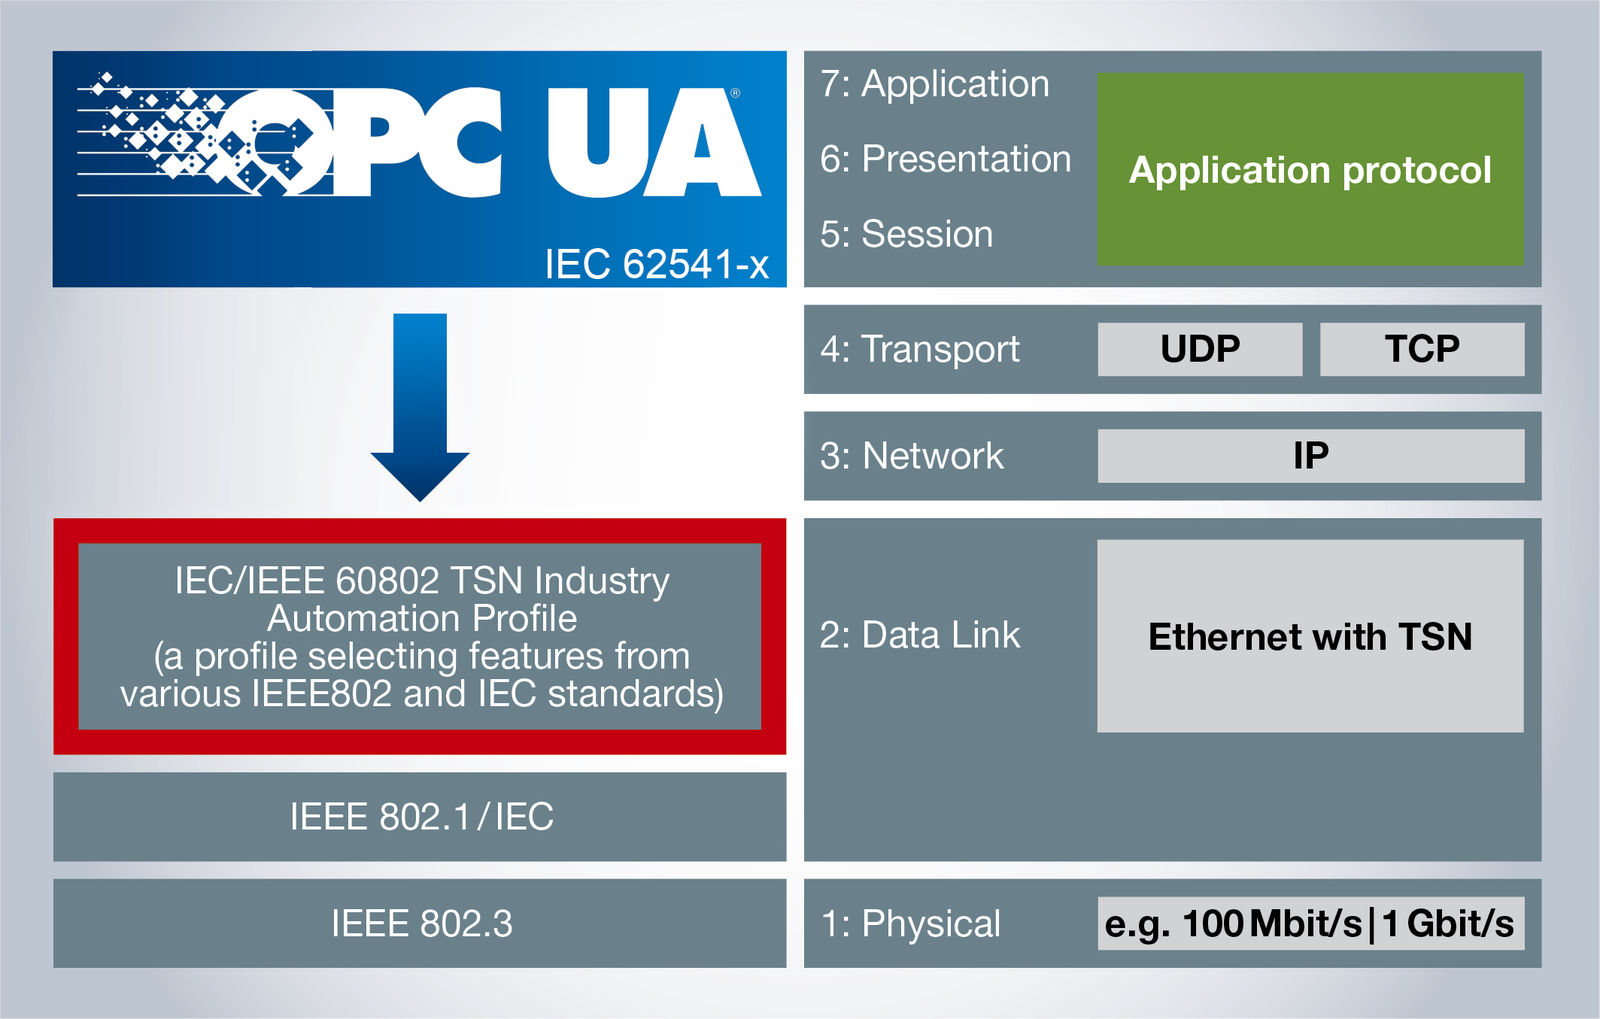 OPC UA®
IEC 62541-x
IEC/IEEE 60802 TSN Industry
Automation Profile
(a profile selecting features from
various IEEE802 and IEC standards)
IEEE 802.1/IEC
IEEE 802.3
7: Application
6: Presentation
5: Session
Application protocol
4: Transport
UDP
TCP
3: Network
IP
2: Data Link
Ethernet with TSN
1: Physical
e.g. 100 Mbit/s|1 Gbit/s